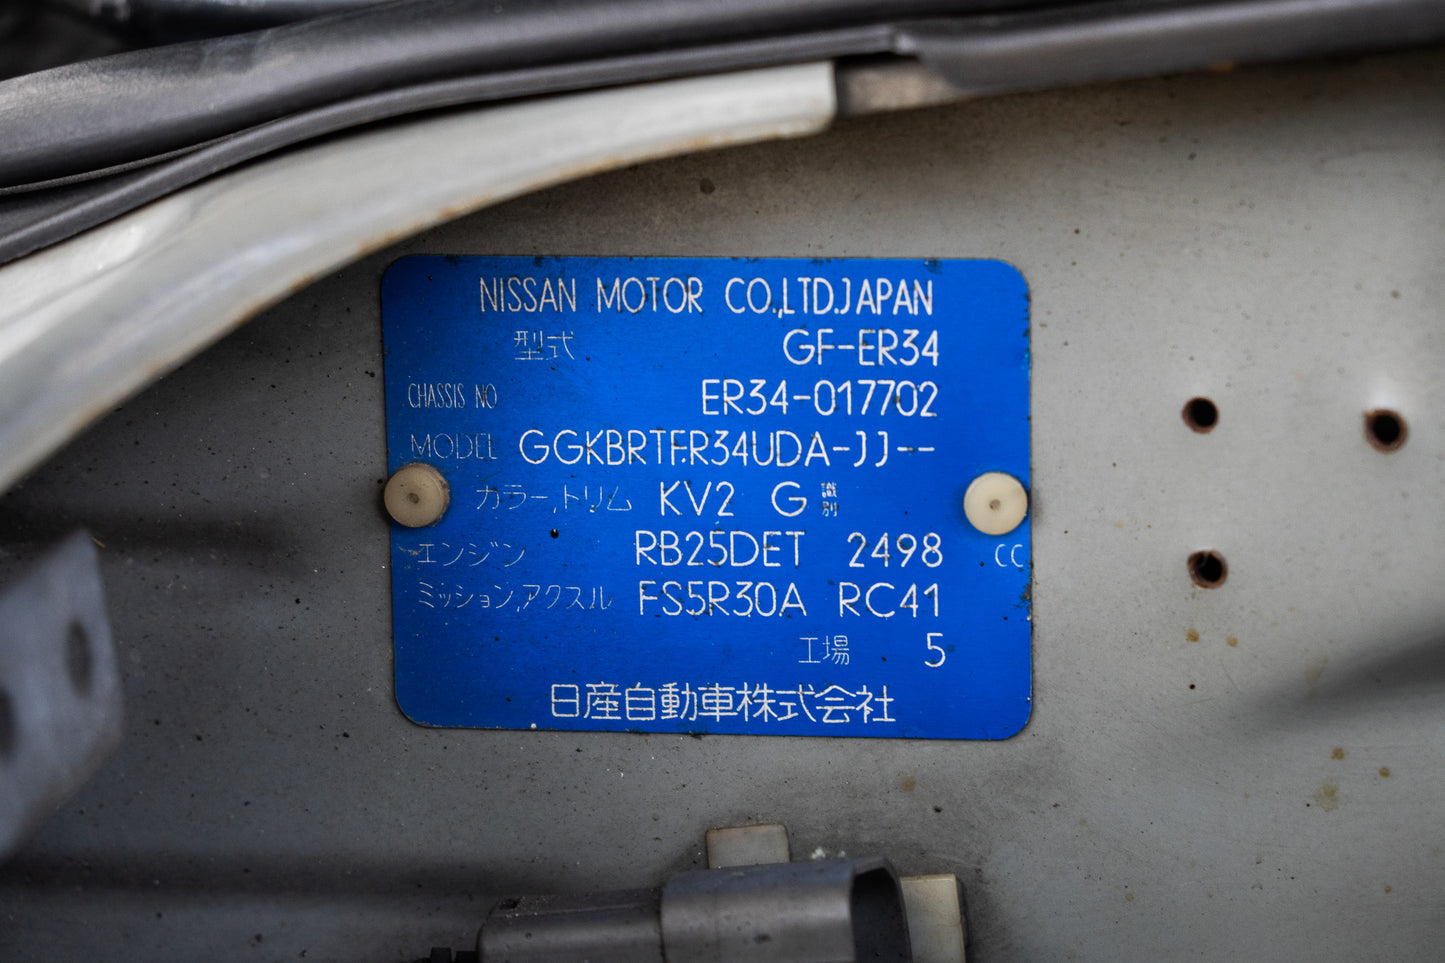 NISSAN MOTOR CO.,LTD.JAPAN
型式 GF-ER34
CHASSIS NO ER34-017702
MODEL GGKBRTFR34UDA-JJ--
カラー,トリム KV2 G 識別
エンジン RB25DET 2498 CC
ミッション,アクスル FS5R30A RC41
工場 5
日産自動車株式会社